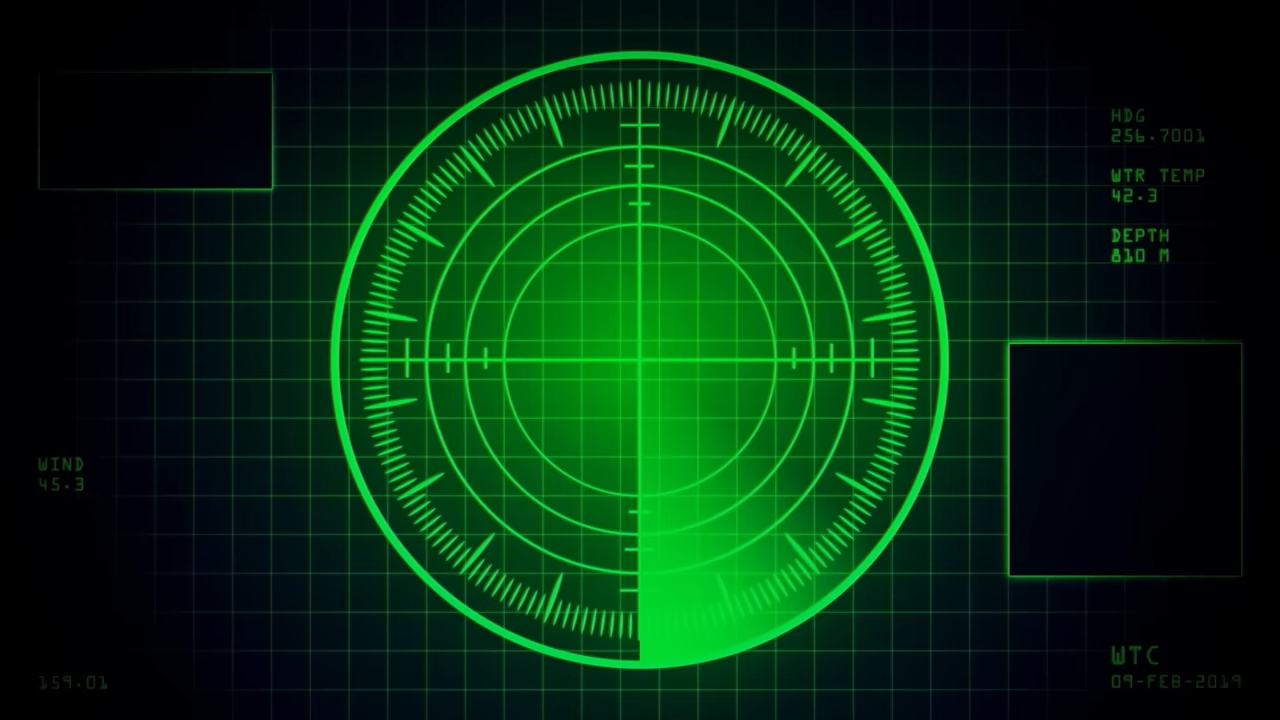 HDG
256.7001
WTR TEMP
42.3
DEPTH
810 M
WIND
45.3
159.01
WTC
09-FEB-2019